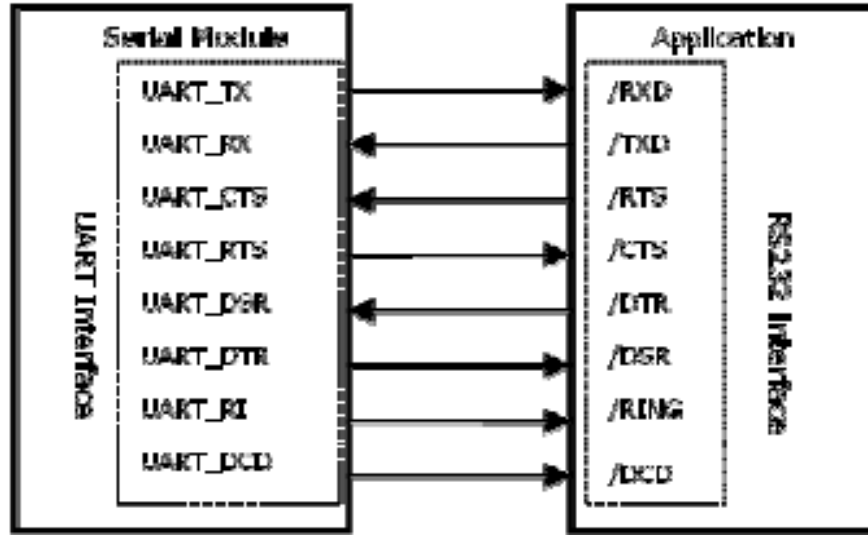 Serial Module
UART_TX
UART_RX
UART_CTS
UART_RTS
UART_DSR
UART_DTR
UART_RI
UART_DCD
UART Interface
Application
/RXD
/TXD
/RTS
/CTS
/DTR
/DSR
/RING
/DCD
RS232 Interface